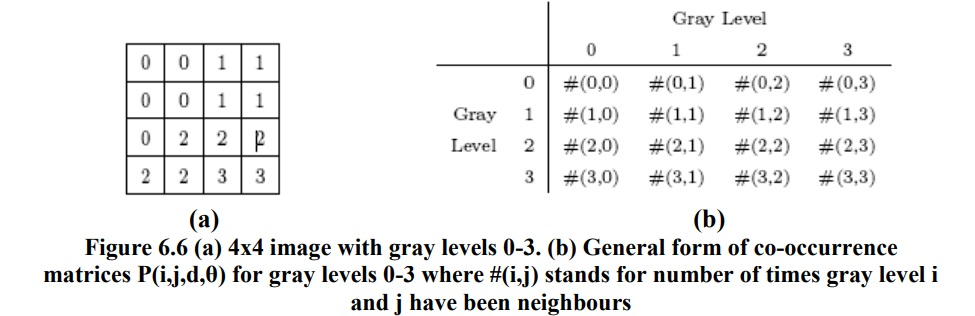 0 0 1 1
0 0 1 1
0 2 2 2
2 2 3 3
(a)
Gray Level
0 1 2 3
0 #(0,0) #(0,1) #(0,2) #(0,3)
Gray 1 #(1,0) #(1,1) #(1,2) #(1,3)
Level 2 #(2,0) #(2,1) #(2,2) #(2,3)
3 #(3,0) #(3,1) #(3,2) #(3,3)
(b)
Figure 6.6 (a) 4x4 image with gray levels 0-3. (b) General form of co-occurrence
matrices P(i,j,d,θ) for gray levels 0-3 where #(i,j) stands for number of times gray level i
and j have been neighbours